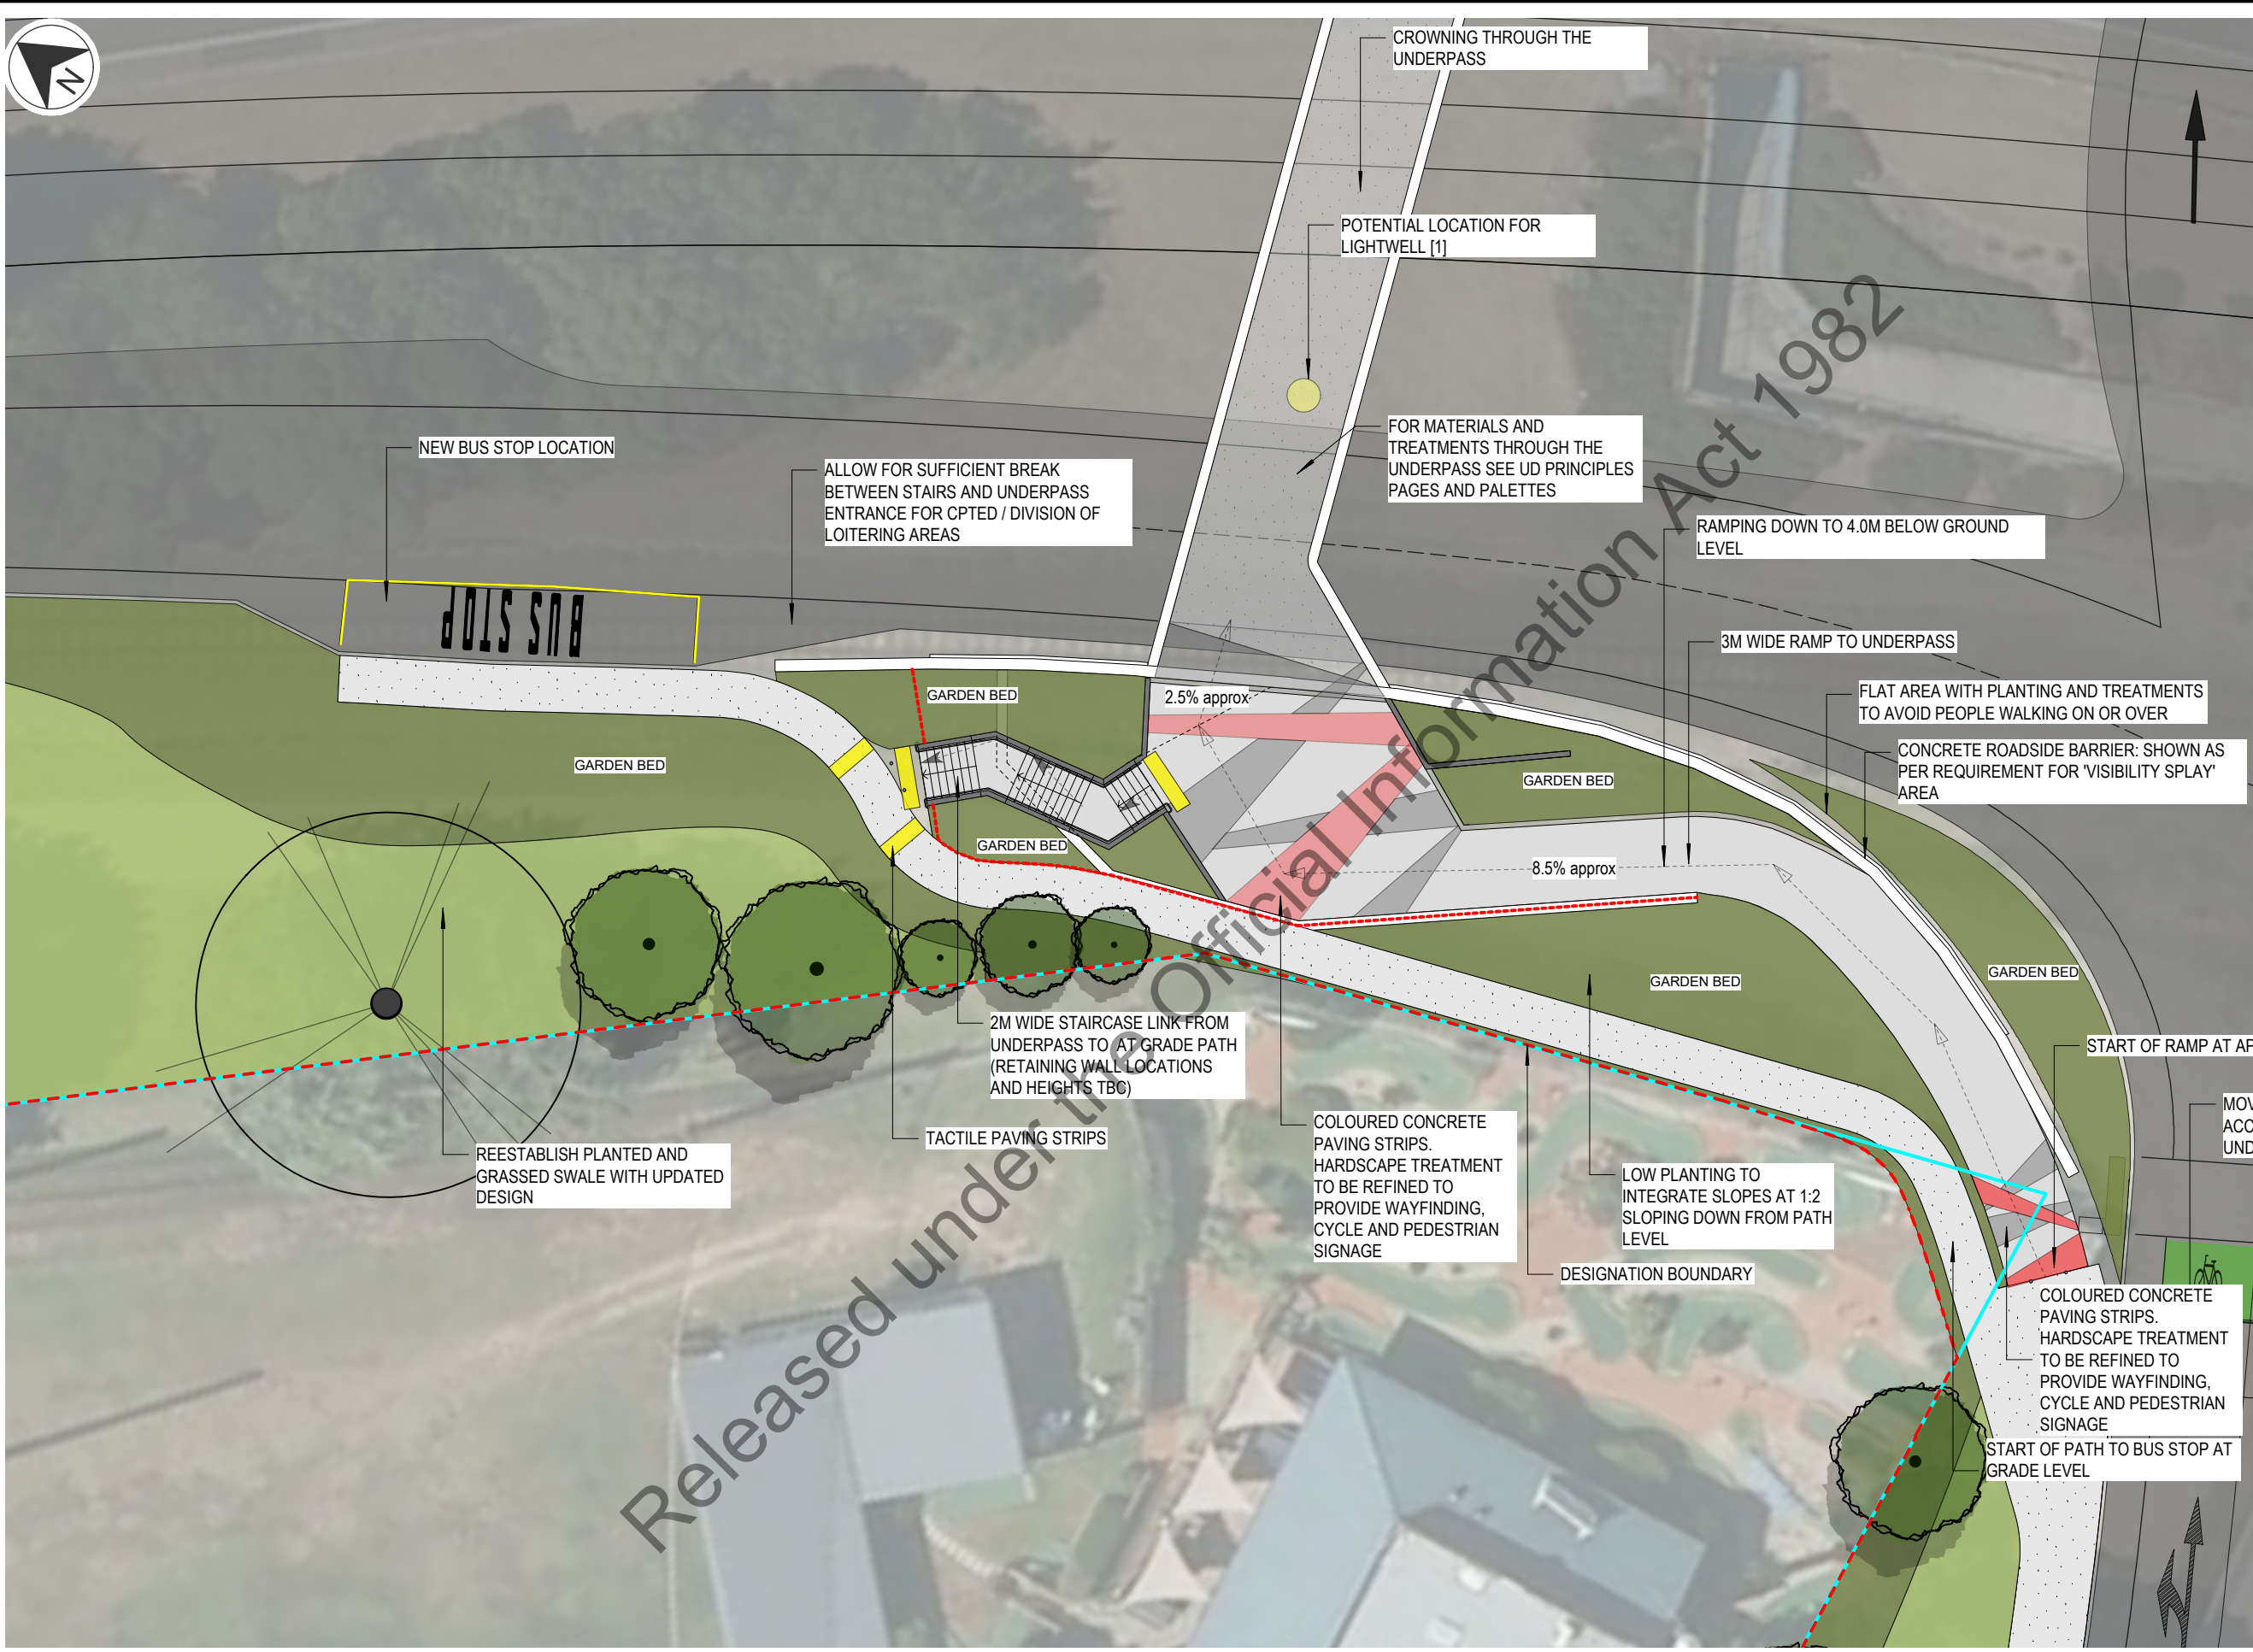 N
CROWNING THROUGH THE
UNDERPASS
POTENTIAL LOCATION FOR
LIGHTWELL [1]
FOR MATERIALS AND
TREATMENTS THROUGH THE
UNDERPASS SEE UD PRINCIPLES
PAGES AND PALETTES
NEW BUS STOP LOCATION
ALLOW FOR SUFFICIENT BREAK
BETWEEN STAIRS AND UNDERPASS
ENTRANCE FOR CPTED / DIVISION OF
LOITERING AREAS
RAMPING DOWN TO 4.0M BELOW GROUND
LEVEL
BUS STOP
3M WIDE RAMP TO UNDERPASS
FLAT AREA WITH PLANTING AND TREATMENTS
TO AVOID PEOPLE WALKING ON OR OVER
CONCRETE ROADSIDE BARRIER: SHOWN AS
PER REQUIREMENT FOR 'VISIBILITY SPLAY'
AREA
GARDEN BED
2.5% approx
GARDEN BED
GARDEN BED
GARDEN BED
8.5% approx
GARDEN BED
GARDEN BED
2M WIDE STAIRCASE LINK FROM
UNDERPASS TO AT GRADE PATH
(RETAINING WALL LOCATIONS
AND HEIGHTS TBC)
START OF RAMP AT AP
MOV
ACC
UND
TACTILE PAVING STRIPS
REESTABLISH PLANTED AND
GRASSED SWALE WITH UPDATED
DESIGN
COLOURED CONCRETE
PAVING STRIPS.
HARDSCAPE TREATMENT
TO BE REFINED TO
PROVIDE WAYFINDING,
CYCLE AND PEDESTRIAN
SIGNAGE
LOW PLANTING TO
INTEGRATE SLOPES AT 1:2
SLOPING DOWN FROM PATH
LEVEL
DESIGNATION BOUNDARY
COLOURED CONCRETE
PAVING STRIPS.
HARDSCAPE TREATMENT
TO BE REFINED TO
PROVIDE WAYFINDING,
CYCLE AND PEDESTRIAN
SIGNAGE
START OF PATH TO BUS STOP AT
GRADE LEVEL
Released under the Official Information Act 1982